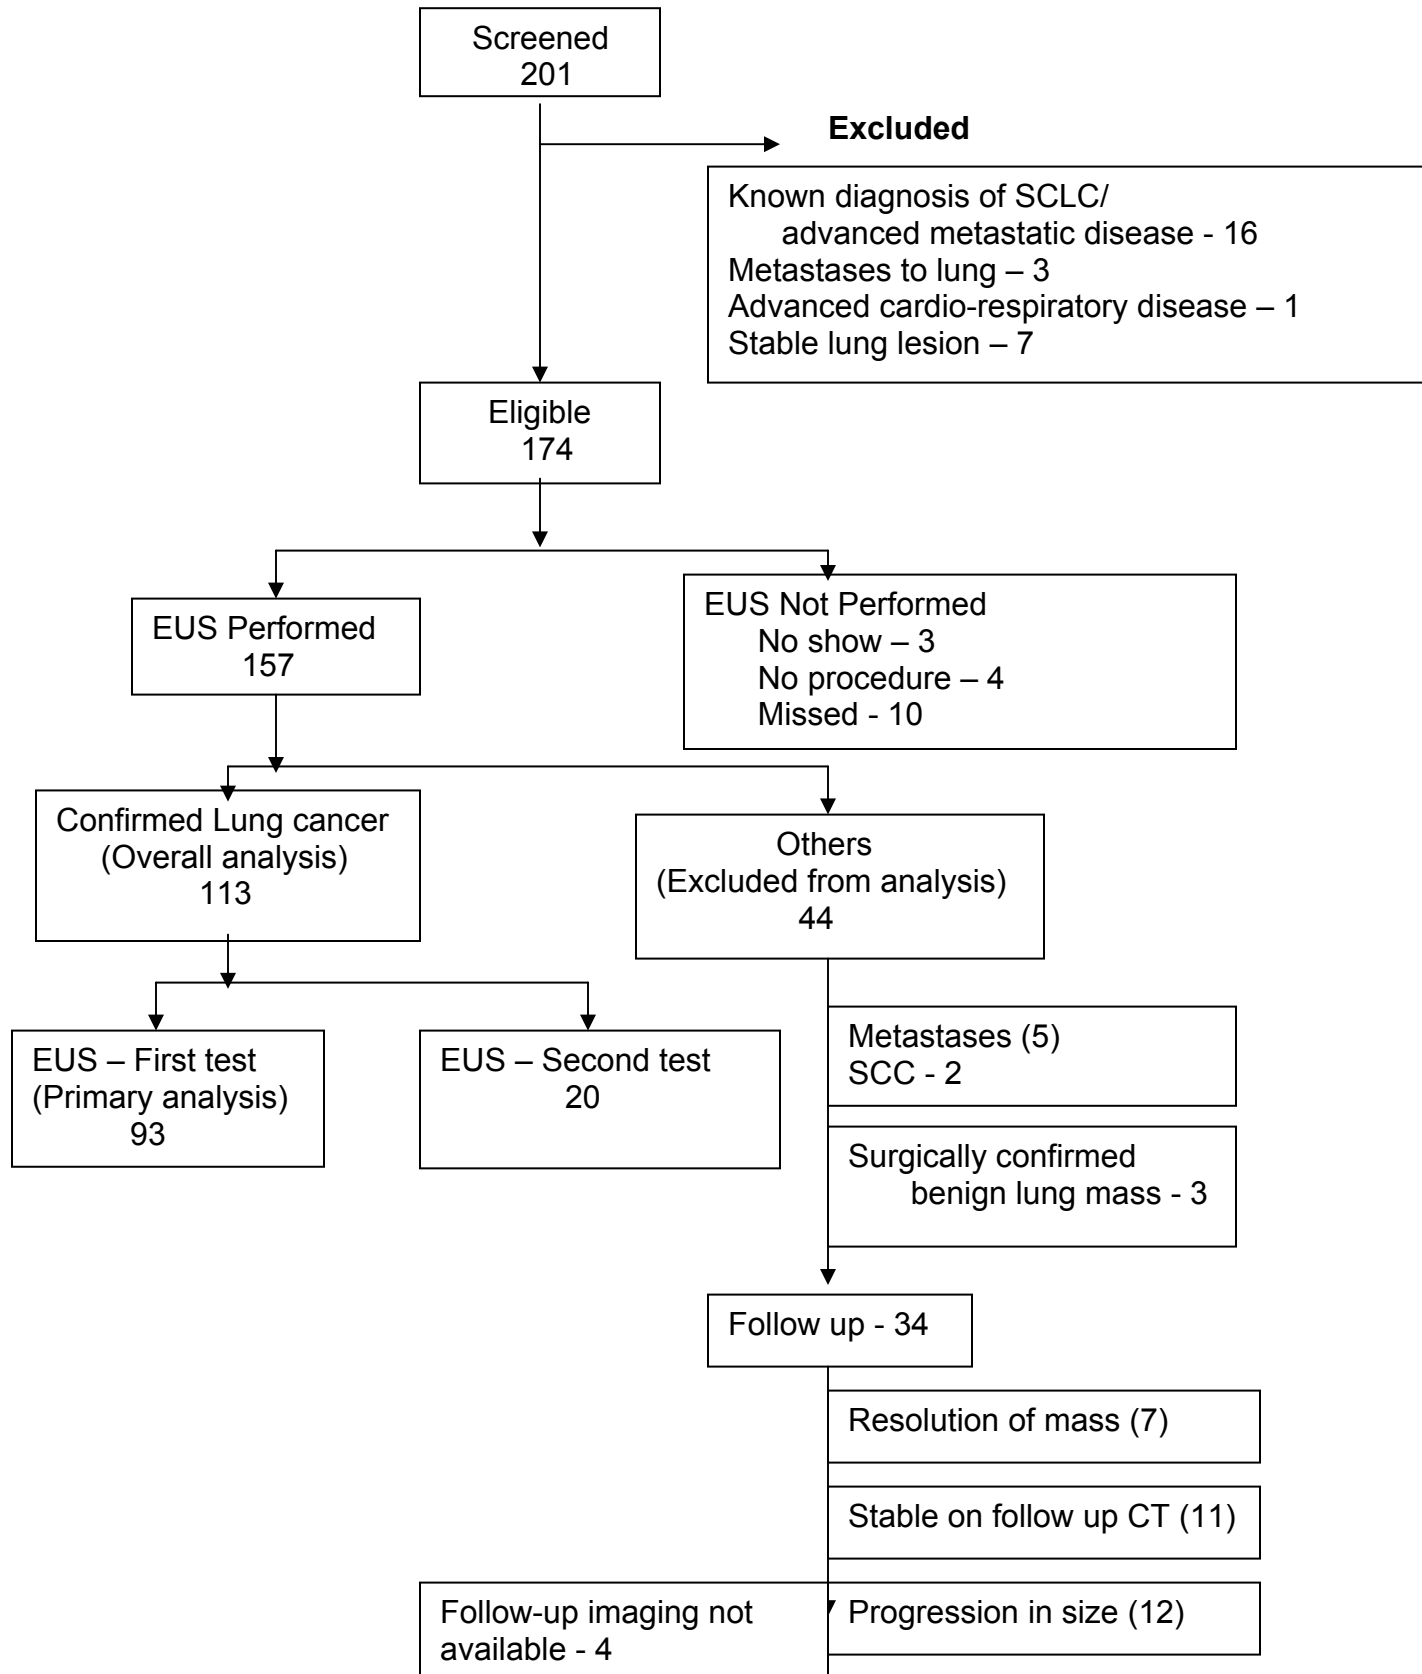 Screened
201
Excluded
Known diagnosis of SCLC/
advanced metastatic disease - 16
Metastases to lung – 3
Advanced cardio-respiratory disease – 1
Stable lung lesion – 7
Eligible
174
EUS Performed
157
EUS Not Performed
No show – 3
No procedure – 4
Missed - 10
Confirmed Lung cancer
(Overall analysis)
113
Others
(Excluded from analysis)
44
EUS – First test
(Primary analysis)
93
EUS – Second test
20
Metastases (5)
SCC - 2
Surgically confirmed
benign lung mass - 3
Follow up - 34
Resolution of mass (7)
Stable on follow up CT (11)
Progression in size (12)
Follow-up imaging not
available - 4